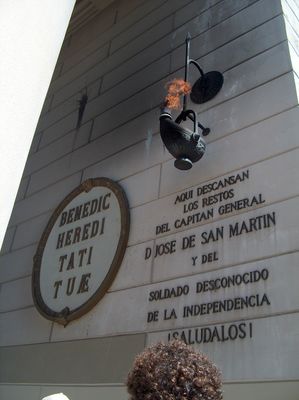 BENEDIC
HEREDI
TATI
TUÆ
AQUI DESCANSAN
LOS RESTOS
DEL CAPITAN GENERAL
D JOSE DE SAN MARTIN
Y DEL
SOLDADO DESCONOCIDO
DE LA INDEPENDENCIA
¡SALUDALOS!